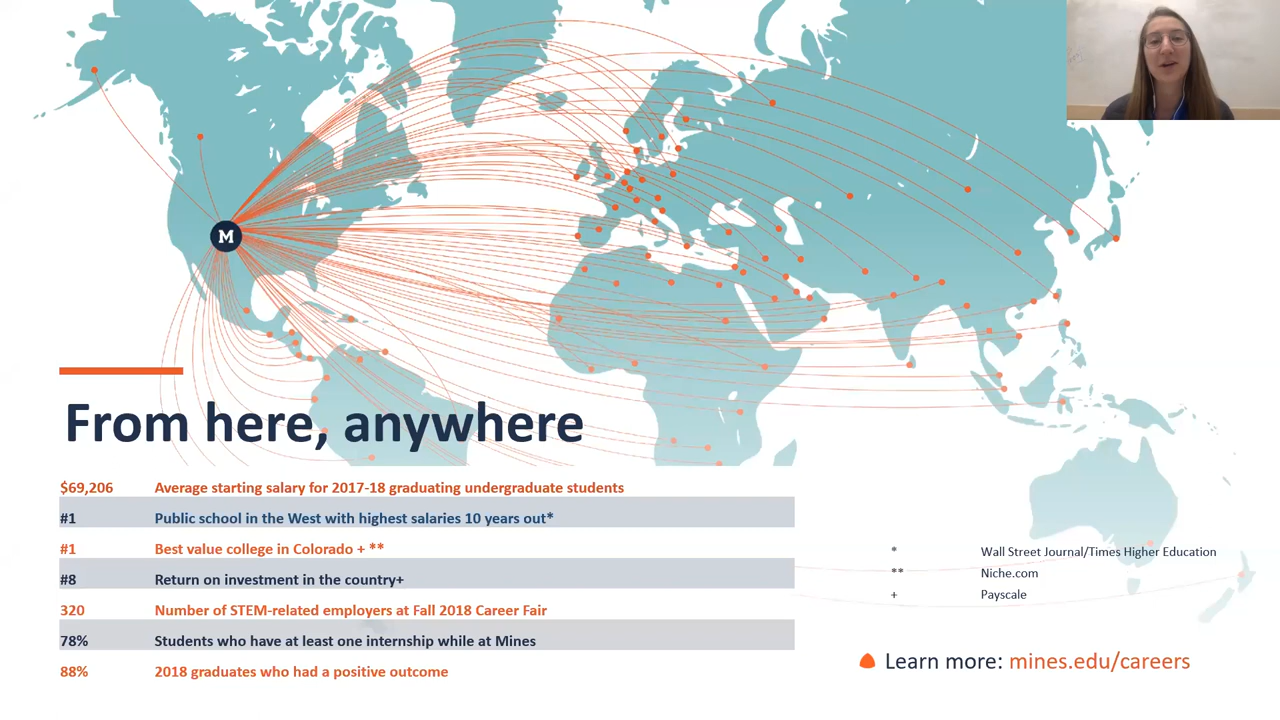 M
From here, anywhere
$69,206 Average starting salary for 2017-18 graduating undergraduate students
#1 Public school in the West with highest salaries 10 years out*
#1 Best value college in Colorado + **
#8 Return on investment in the country+
320 Number of STEM-related employers at Fall 2018 Career Fair
78% Students who have at least one internship while at Mines
88% 2018 graduates who had a positive outcome
* Wall Street Journal/Times Higher Education
** Niche.com
+ Payscale
Learn more: mines.edu/careers